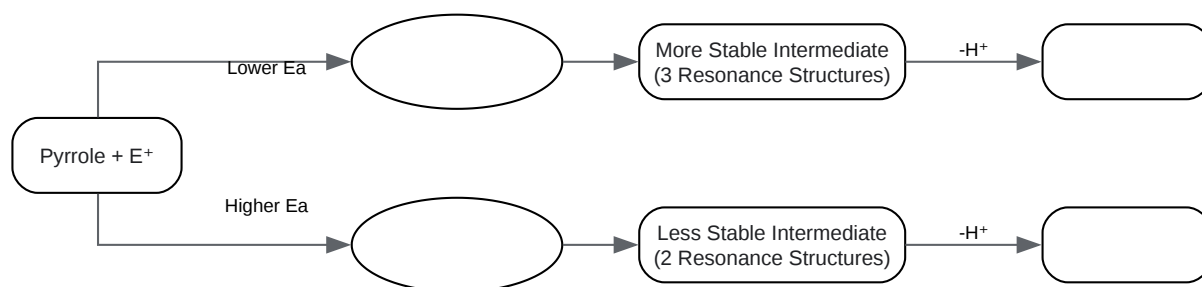 More Stable Intermediate
(3 Resonance Structures)
-H⁺
Lower Ea
Pyrrole + E⁺
Higher Ea
Less Stable Intermediate
(2 Resonance Structures)
-H⁺